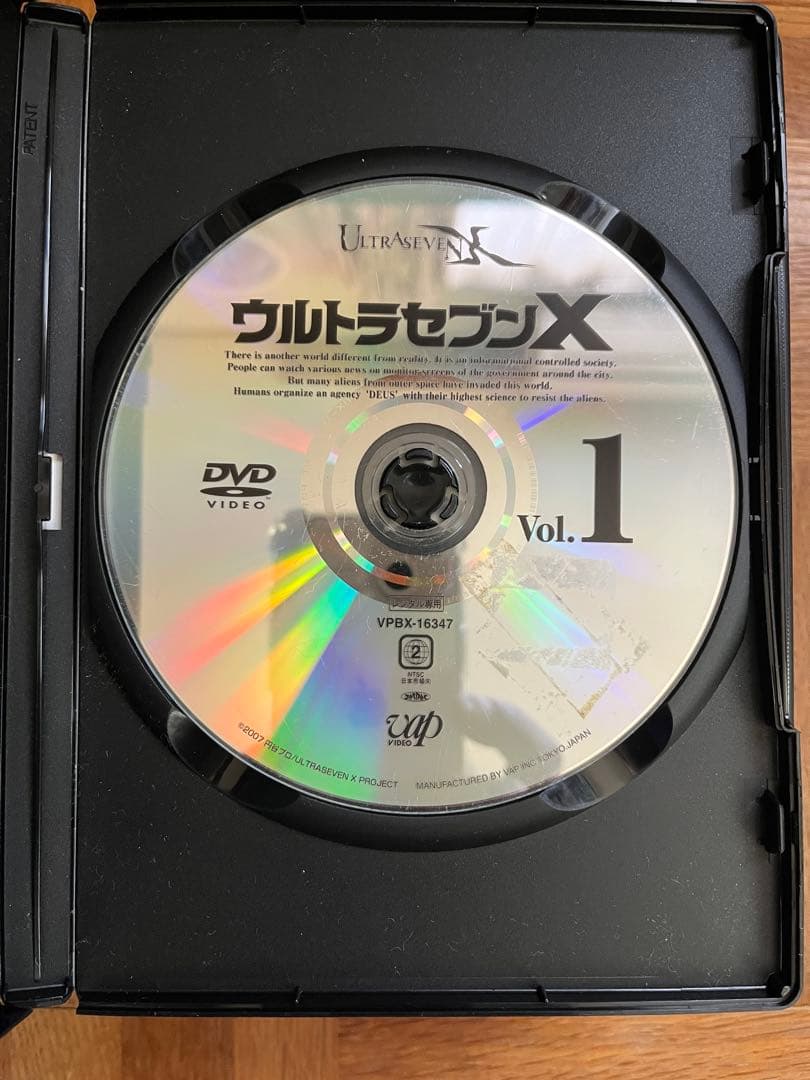 PATENT
ULTRASEVEN X
ウルトラセブンX
There is another world different from reality. It is an informational controlled society.
People can watch various news on monitor screens of the government around the city.
But many aliens from outer space have invaded this world.
Humans organize an agency 'DEUS' with their highest science to resist the aliens.
DVD
VIDEO
Vol.1
レンタル専用
VPBX-16347
2
NTSC
日本市場向
vap
VIDEO
©2007 円谷プロ/ULTRASEVEN X PROJECT
MANUFACTURED BY VAP INC TOKYO JAPAN